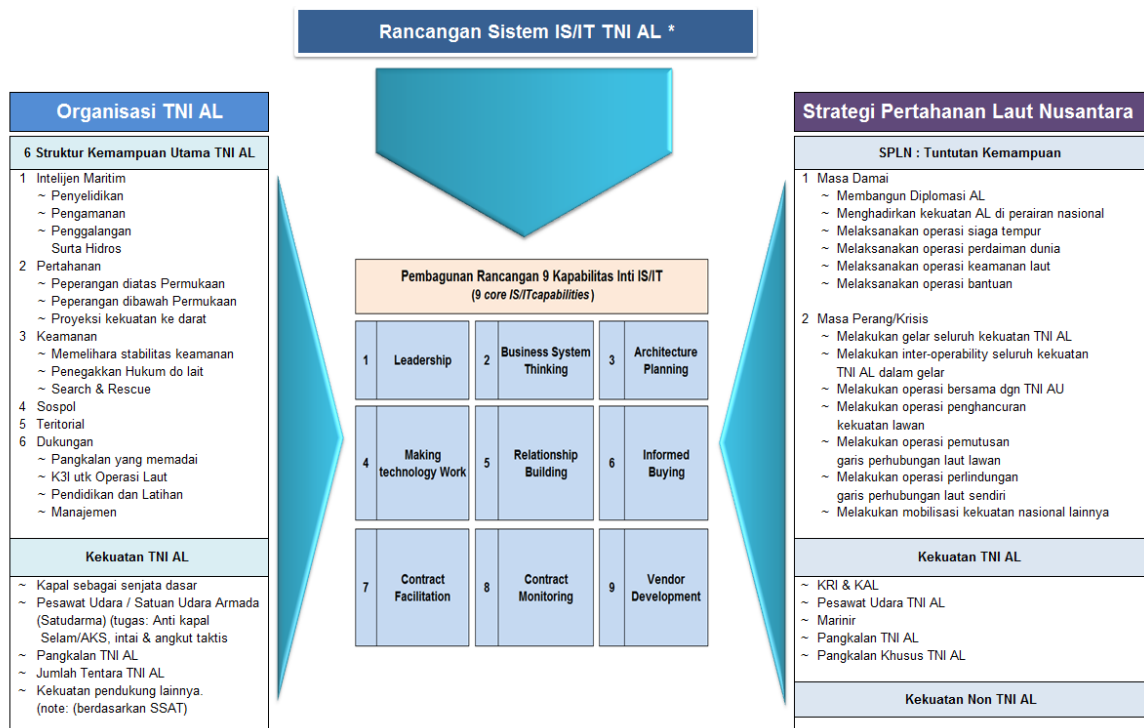 Rancangan Sistem IS/IT TNI AL *
Organisasi TNI AL
6 Struktur Kemampuan Utama TNI AL
1 Intelijen Maritim
~ Penyelidikan
~ Pengamanan
~ Penggalangan
Surta Hidros
2 Pertahanan
~ Peperangan diatas Permukaan
~ Peperangan dibawah Permukaan
~ Proyeksi kekuatan ke darat
3 Keamanan
~ Memelihara stabilitas keamanan
~ Penegakkan Hukum do lait
~ Search & Rescue
4 Sospol
5 Teritorial
6 Dukungan
~ Pangkalan yang memadai
~ K3I utk Operasi Laut
~ Pendidikan dan Latihan
~ Manajemen
Kekuatan TNI AL
~ Kapal sebagai senjata dasar
~ Pesawat Udara / Satuan Udara Armada
(Satudarma) (tugas: Anti kapal
Selam/AKS, intai & angkut taktis
~ Pangkalan TNI AL
~ Jumlah Tentara TNI AL
~ Kekuatan pendukung lainnya.
(note: (berdasarkan SSAT)
Pembagunan Rancangan 9 Kapabilitas Inti IS/IT
(9 core IS/ITcapabilities)
1 Leadership
2 Business System
Thinking
3 Architecture
Planning
4 Making
technology Work
5 Relationship
Building
6 Informed
Buying
7 Contract
Facilitation
8 Contract
Monitoring
9 Vendor
Development
Strategi Pertahanan Laut Nusantara
SPLN : Tuntutan Kemampuan
1 Masa Damai
~ Membangun Diplomasi AL
~ Menghadirkan kekuatan AL di perairan nasional
~ Melaksanakan operasi siaga tempur
~ Melaksanakan operasi perdaiman dunia
~ Melaksanakan operasi keamanan laut
~ Melaksanakan operasi bantuan
2 Masa Perang/Krisis
~ Melakukan gelar seluruh kekuatan TNI AL
~ Melakukan inter-operability seluruh kekuatan
TNI AL dalam gelar
~ Melakukan operasi bersama dgn TNI AU
~ Melakukan operasi penghancuran
kekuatan lawan
~ Melakukan operasi pemutusan
garis perhubungan laut lawan
~ Melakukan operasi perlindungan
garis perhubungan laut sendiri
~ Melakukan mobilisasi kekuatan nasional lainnya
Kekuatan TNI AL
~ KRI & KAL
~ Pesawat Udara TNI AL
~ Marinir
~ Pangkalan TNI AL
~ Pangkalan Khusus TNI AL
Kekuatan Non TNI AL